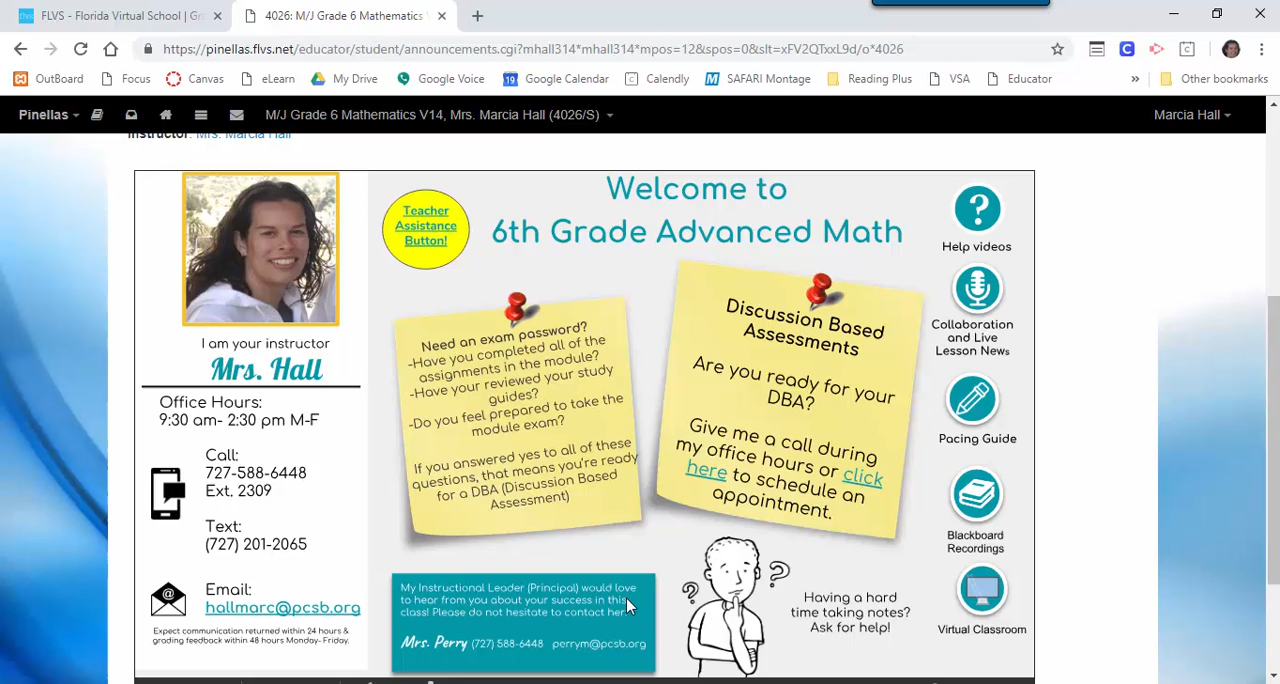 FLVS - Florida Virtual School | Gr
4026: M/J Grade 6 Mathematics
https://pinellas.flvs.net/educator/student/announcements.cgi?mhall314*mhall314*mpos=12&spos=0&slt=xFV2QTxxL9d/o*4026
OutBoard Focus Canvas eLearn My Drive Google Voice Google Calendar Calendly SAFARI Montage Reading Plus VSA Educator » Other bookmarks
Pinellas M/J Grade 6 Mathematics V14, Mrs. Marcia Hall (4026/S) Marcia Hall
Instructor: Mrs. Marcia Hall
I am your instructor
Mrs. Hall
Office Hours:
9:30 am- 2:30 pm M-F
Call:
727-588-6448
Ext. 2309
Text:
(727) 201-2065
Email:
hallmarc@pcsb.org
Expect communication returned within 24 hours &
grading feedback within 48 hours Monday- Friday.
Teacher
Assistance
Button!
Welcome to
6th Grade Advanced Math
Need an exam password?
-Have you completed all of the
assignments in the module?
-Have your reviewed your study
guides?
-Do you feel prepared to take the
module exam?
If you answered yes to all of these
questions, that means you're ready
for a DBA (Discussion Based
Assessment)
Discussion Based
Assessments
Are you ready for your
DBA?
Give me a call during
my office hours or click
here to schedule an
appointment.
My Instructional Leader (Principal) would love
to hear from you about your success in this
class! Please do not hesitate to contact her.
Mrs. Perry (727) 588-6448 perrym@pcsb.org
? ?
Having a hard
time taking notes?
Ask for help!
?
Help videos
Collaboration
and Live
Lesson News
Pacing Guide
Blackboard
Recordings
Virtual Classroom